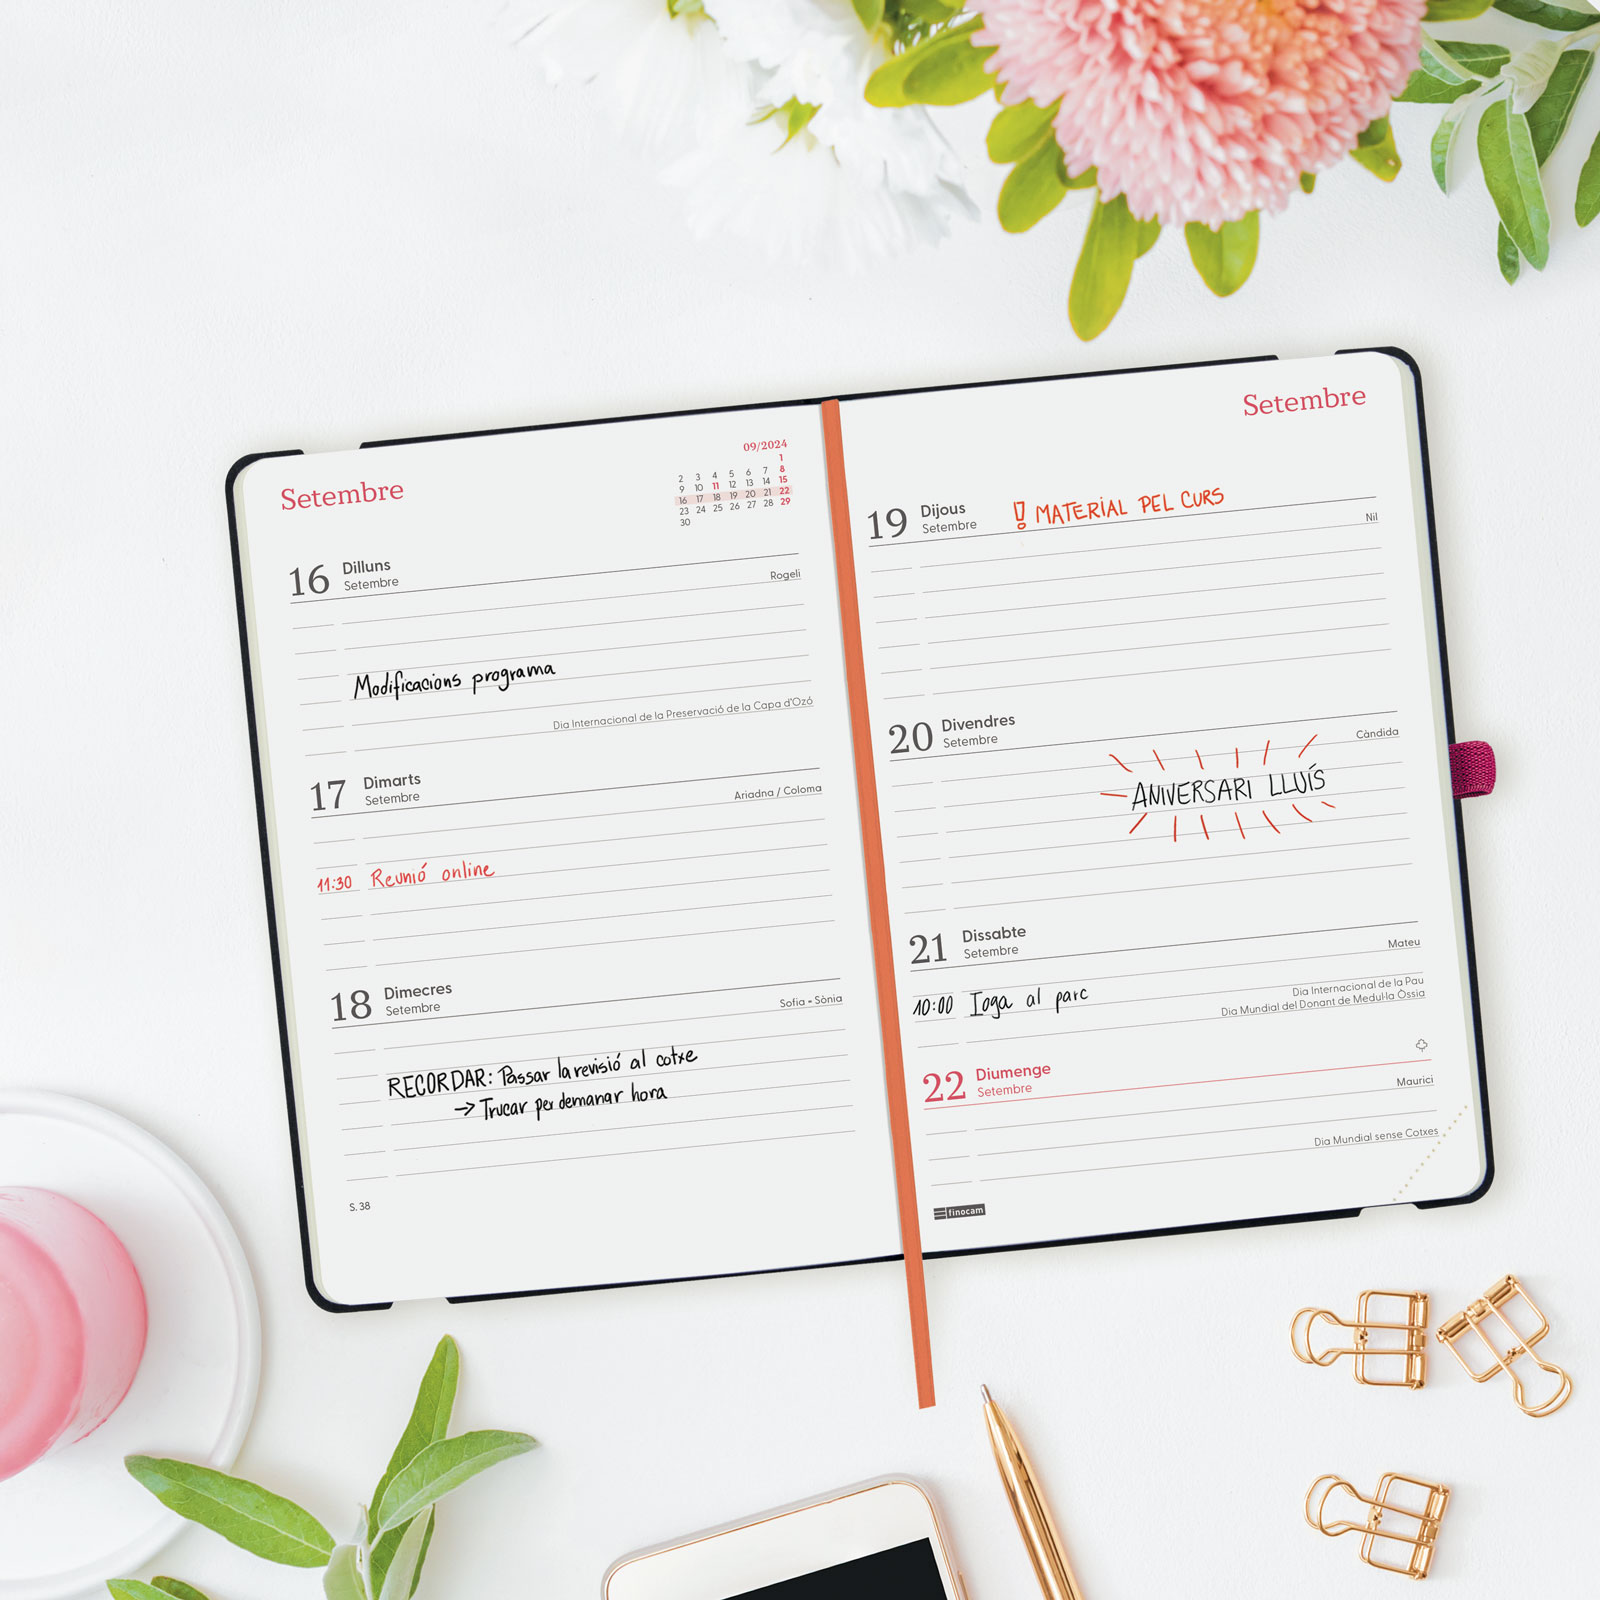 Setembre
09/2024
1
2 3 4 5 6 7 8
9 10 11 12 13 14 15
16 17 18 19 20 21 22
23 24 25 26 27 28 29
30
16 Dilluns
Setembre
Rogeli
Modificacions programa
Dia Internacional de la Preservació de la Capa d'Ozó
17 Dimarts
Setembre
Ariadna / Coloma
11:30 Reunió online
18 Dimecres
Setembre
Sofia - Sònia
RECORDAR: Passar la revisió al cotxe
→ Trucar per demanar hora
S. 38
Setembre
19 Dijous
Setembre
! MATERIAL PEL CURS
Nil
20 Divendres
Setembre
Càndida
ANIVERSARI LLUÍS
21 Dissabte
Setembre
Mateu
10:00 Ioga al parc
Dia Internacional de la Pau
Dia Mundial del Donant de Medul·la Òssia
22 Diumenge
Setembre
Maurici
Dia Mundial sense Cotxes
finocam